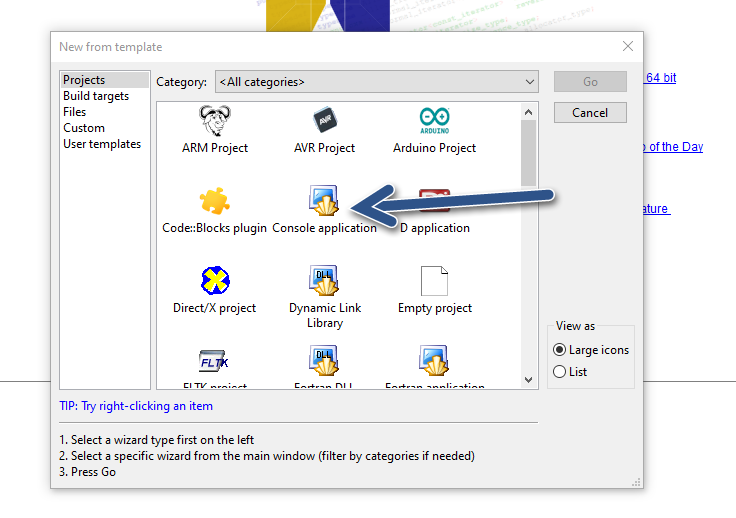 New from template
Projects
Build targets
Files
Custom
User templates
Category: <All categories>
Go
Cancel
ARM Project
AVR
AVR Project
ARDUINO
Arduino Project
Code::Blocks plugin
Console application
D application
Direct/X project
DLL
Dynamic Link
Library
Empty project
FLTK
FLTK project
DLL
Fortran DLL
Fortran application
View as
Large icons
List
TIP: Try right-clicking an item
1. Select a wizard type first on the left
2. Select a specific wizard from the main window (filter by categories if needed)
3. Press Go
64 bit
of the Day